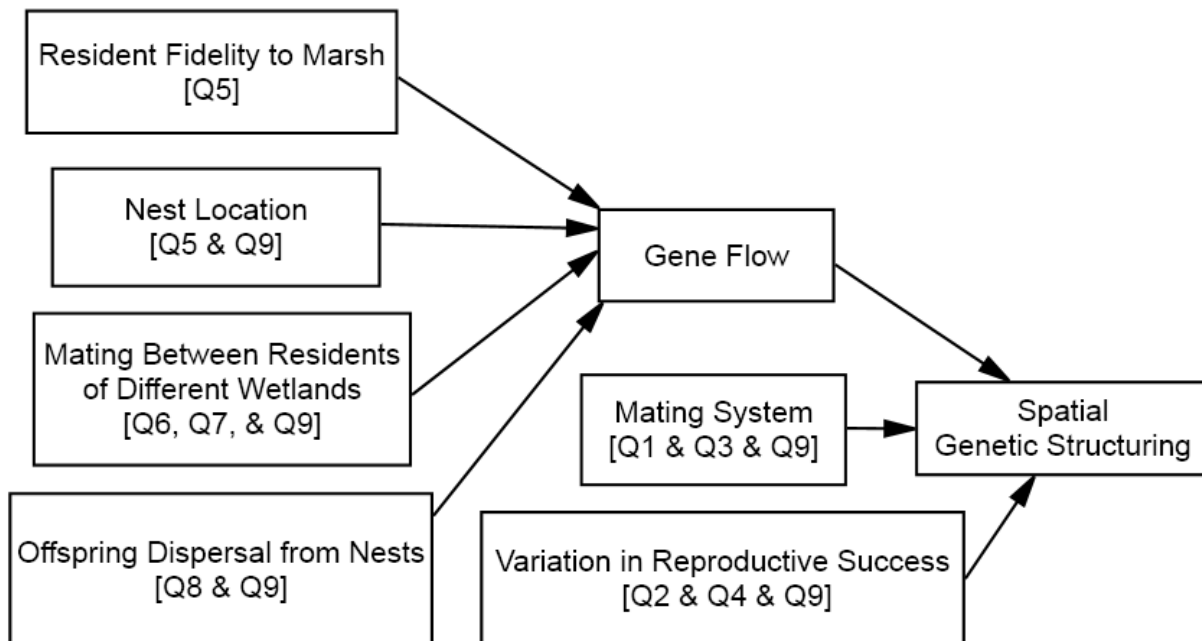 Resident Fidelity to Marsh
[Q5]
Nest Location
[Q5 & Q9]
Mating Between Residents
of Different Wetlands
[Q6, Q7, & Q9]
Offspring Dispersal from Nests
[Q8 & Q9]
Gene Flow
Mating System
[Q1 & Q3 & Q9]
Variation in Reproductive Success
[Q2 & Q4 & Q9]
Spatial
Genetic Structuring